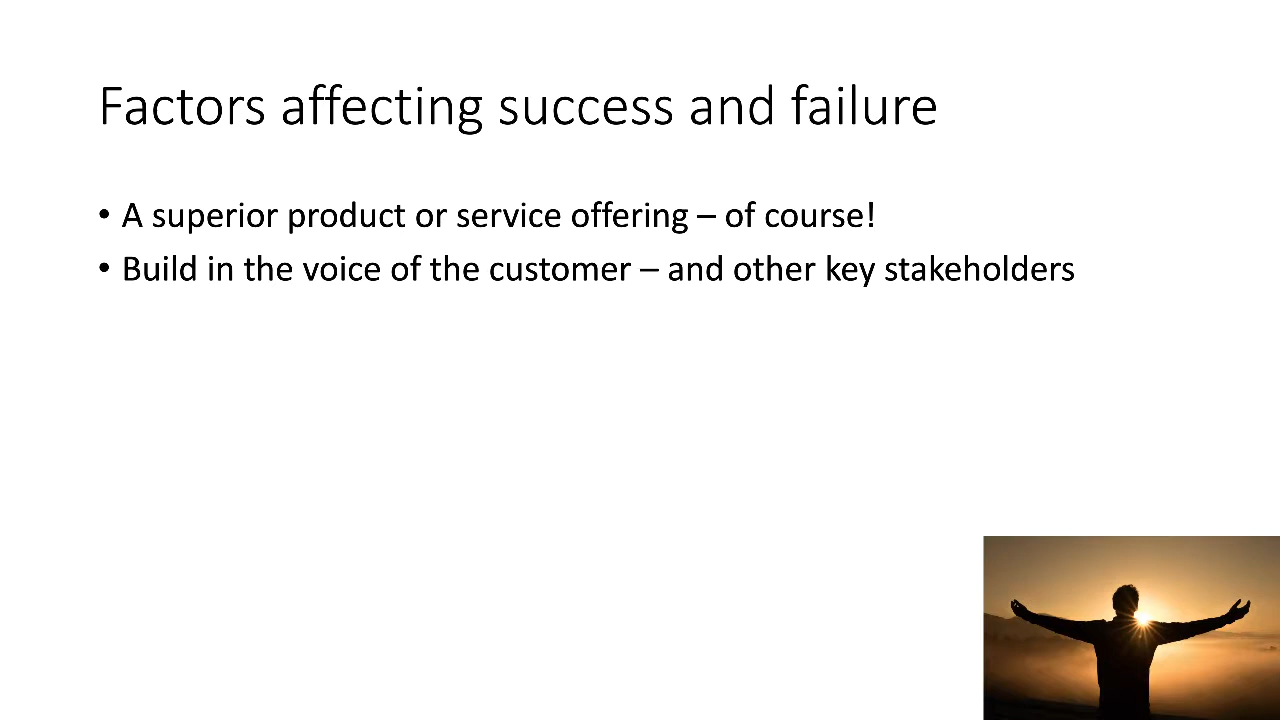 Factors affecting success and failure
• A superior product or service offering – of course!
• Build in the voice of the customer – and other key stakeholders